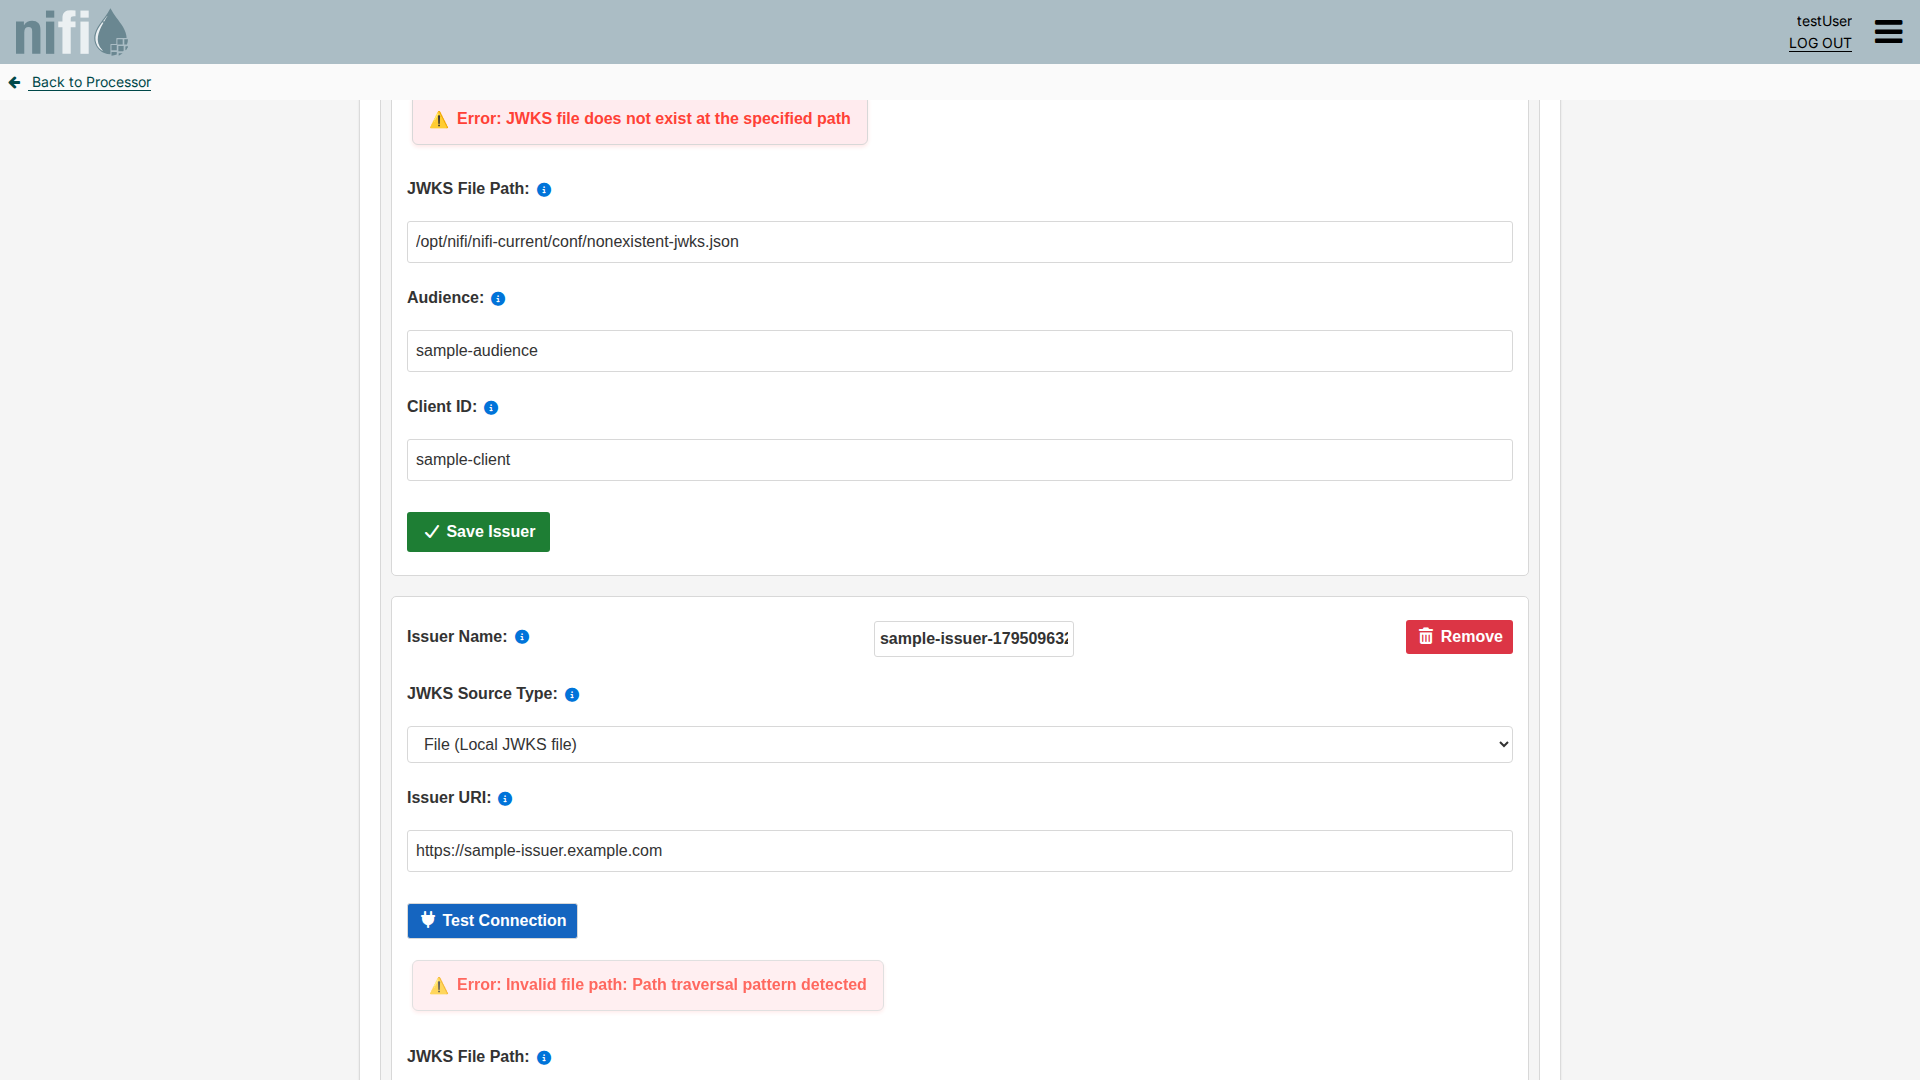 nifi
testUser
LOG OUT
Back to Processor
Error: JWKS file does not exist at the specified path
JWKS File Path:
/opt/nifi/nifi-current/conf/nonexistent-jwks.json
Audience:
sample-audience
Client ID:
sample-client
Save Issuer
Issuer Name:
sample-issuer-179509632
Remove
JWKS Source Type:
File (Local JWKS file)
Issuer URI:
https://sample-issuer.example.com
Test Connection
Error: Invalid file path: Path traversal pattern detected
JWKS File Path: